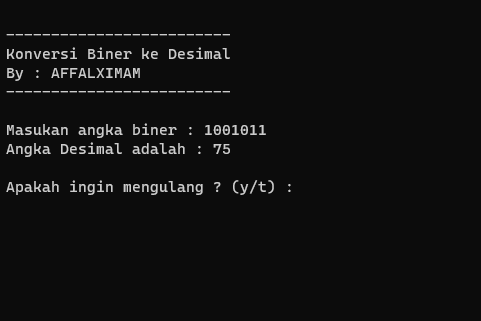 -------------------------
Konversi Biner ke Desimal
By : AFFALXIMAM
-------------------------
Masukan angka biner : 1001011
Angka Desimal adalah : 75
Apakah ingin mengulang ? (y/t) :